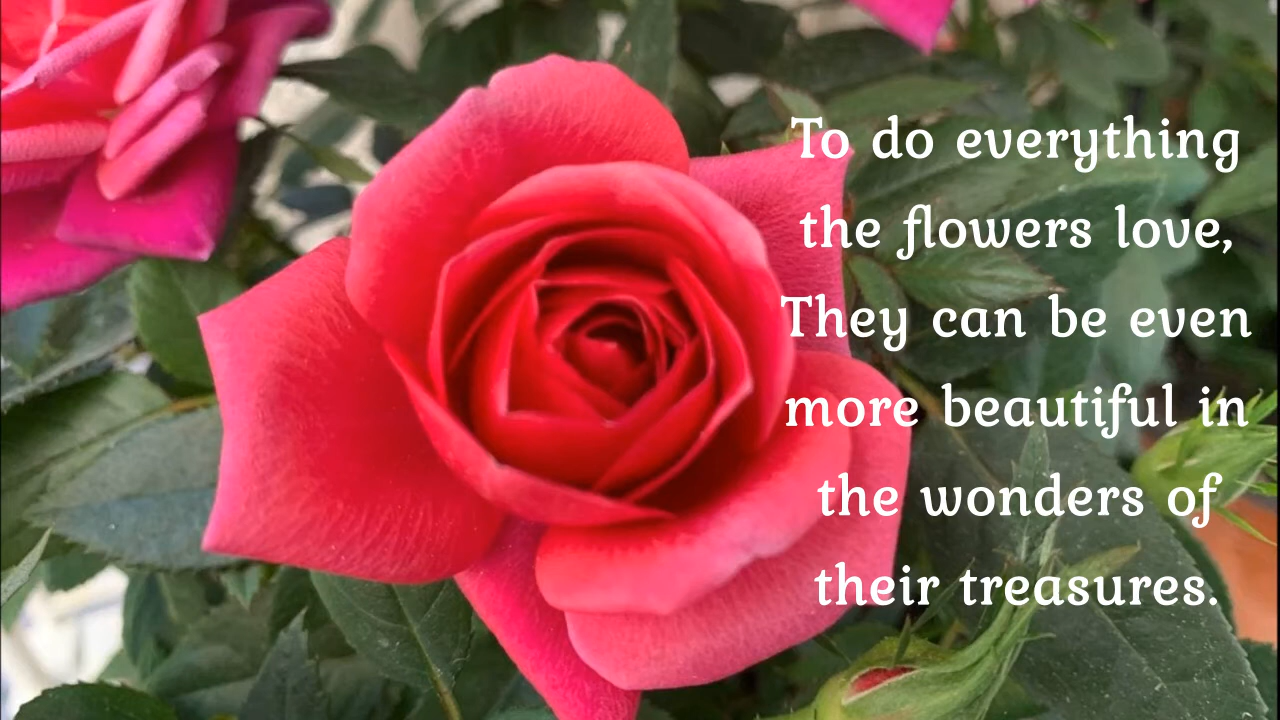 To do everything
the flowers love,
They can be even
more beautiful in
the wonders of
their treasures.